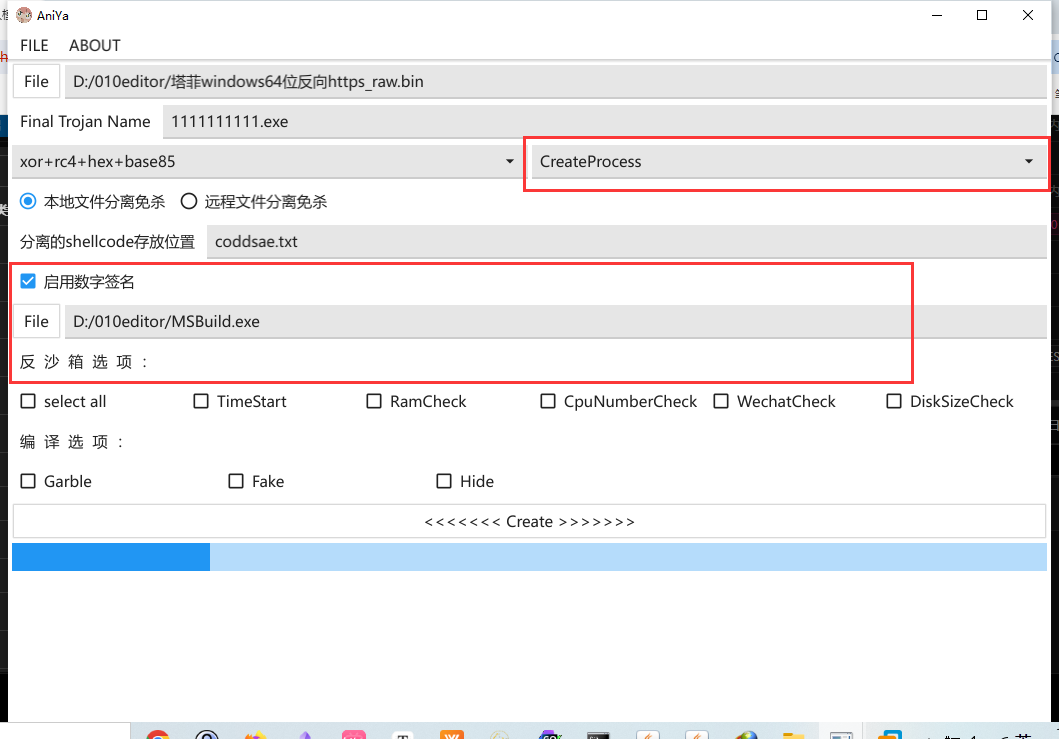 AniYa
FILE ABOUT
File D:/010editor/塔菲windows64位反向https_raw.bin
Final Trojan Name 1111111111.exe
xor+rc4+hex+base85 CreateProcess
本地文件分离免杀 远程文件分离免杀
分离的shellcode存放位置 coddsae.txt
启用数字签名
File D:/010editor/MSBuild.exe
反 沙 箱 选 项 ：
select all TimeStart RamCheck CpuNumberCheck WechatCheck DiskSizeCheck
编 译 选 项 ：
Garble Fake Hide
<<<<<<< Create >>>>>>>